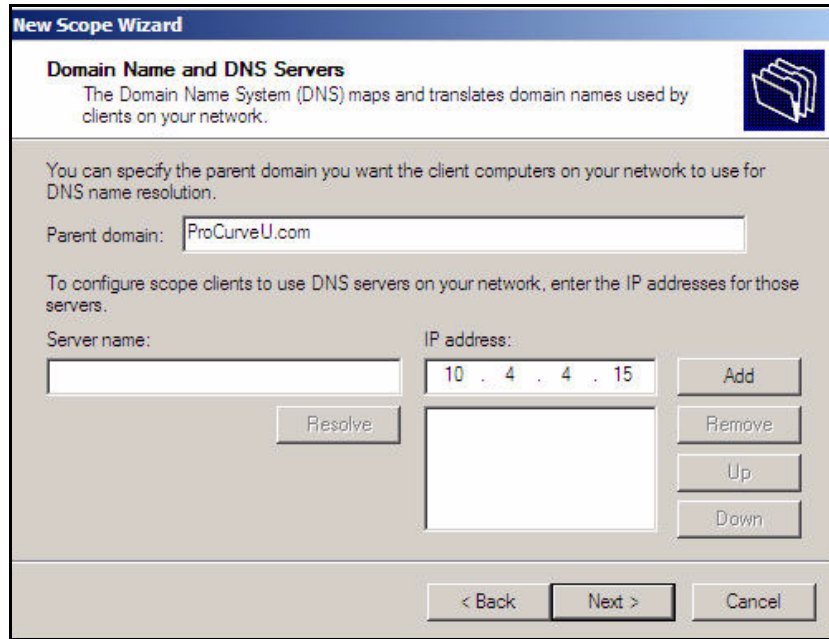 New Scope Wizard
Domain Name and DNS Servers
The Domain Name System (DNS) maps and translates domain names used by
clients on your network.
You can specify the parent domain you want the client computers on your network to use for
DNS name resolution.
Parent domain: ProCurveU.com
To configure scope clients to use DNS servers on your network, enter the IP addresses for those
servers.
Server name: IP address:
10 . 4 . 4 . 15 Add
Resolve Remove
Up
Down
< Back Next > Cancel